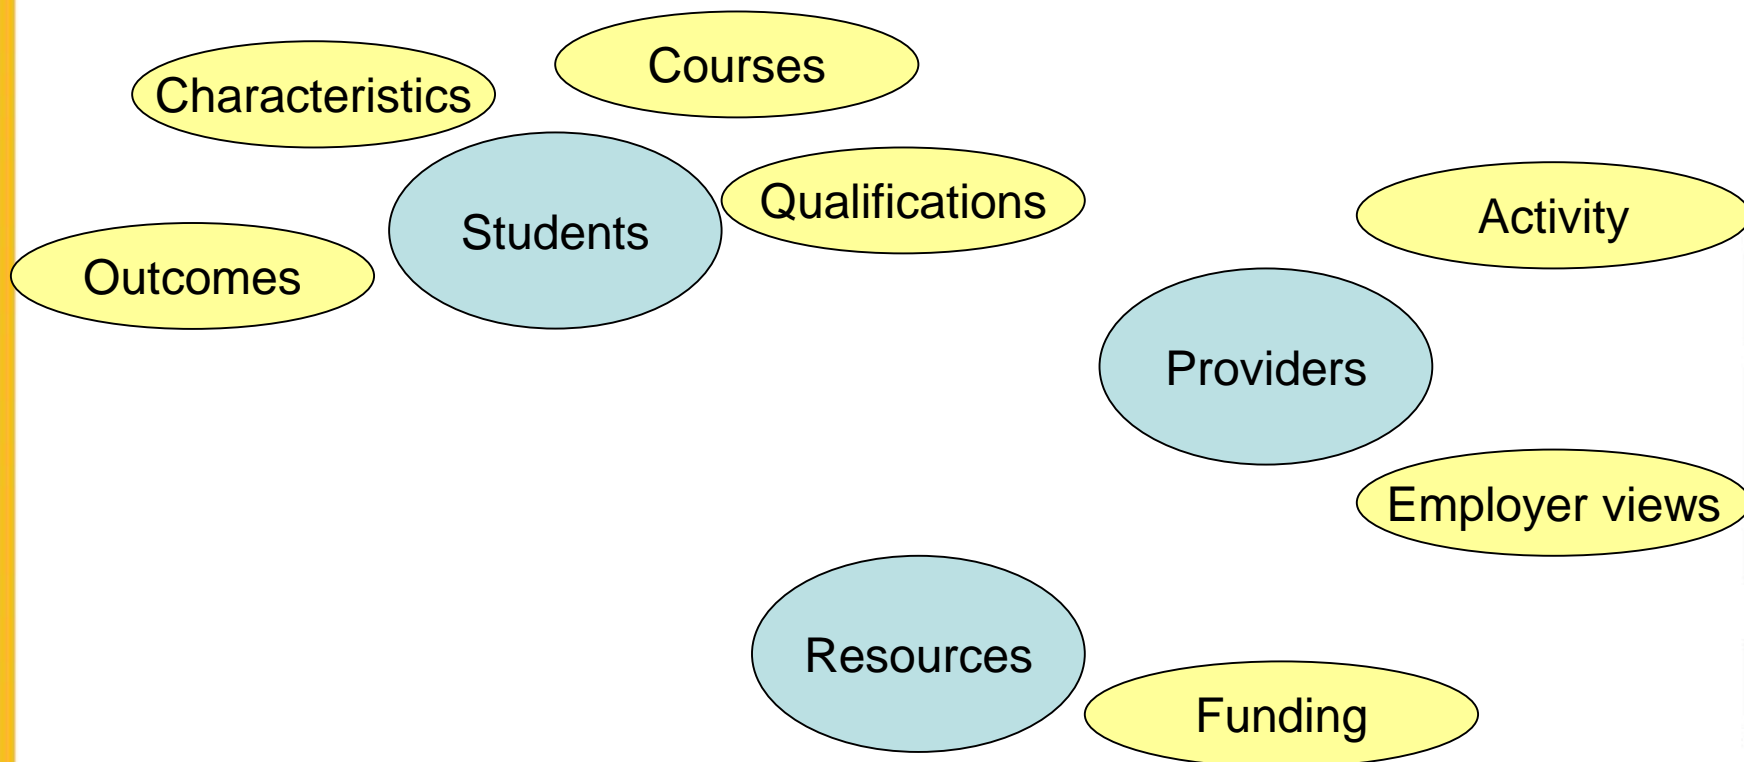 Courses
Characteristics
Qualifications
Activity
Students
Outcomes
Providers
Employer views
Resources
Funding